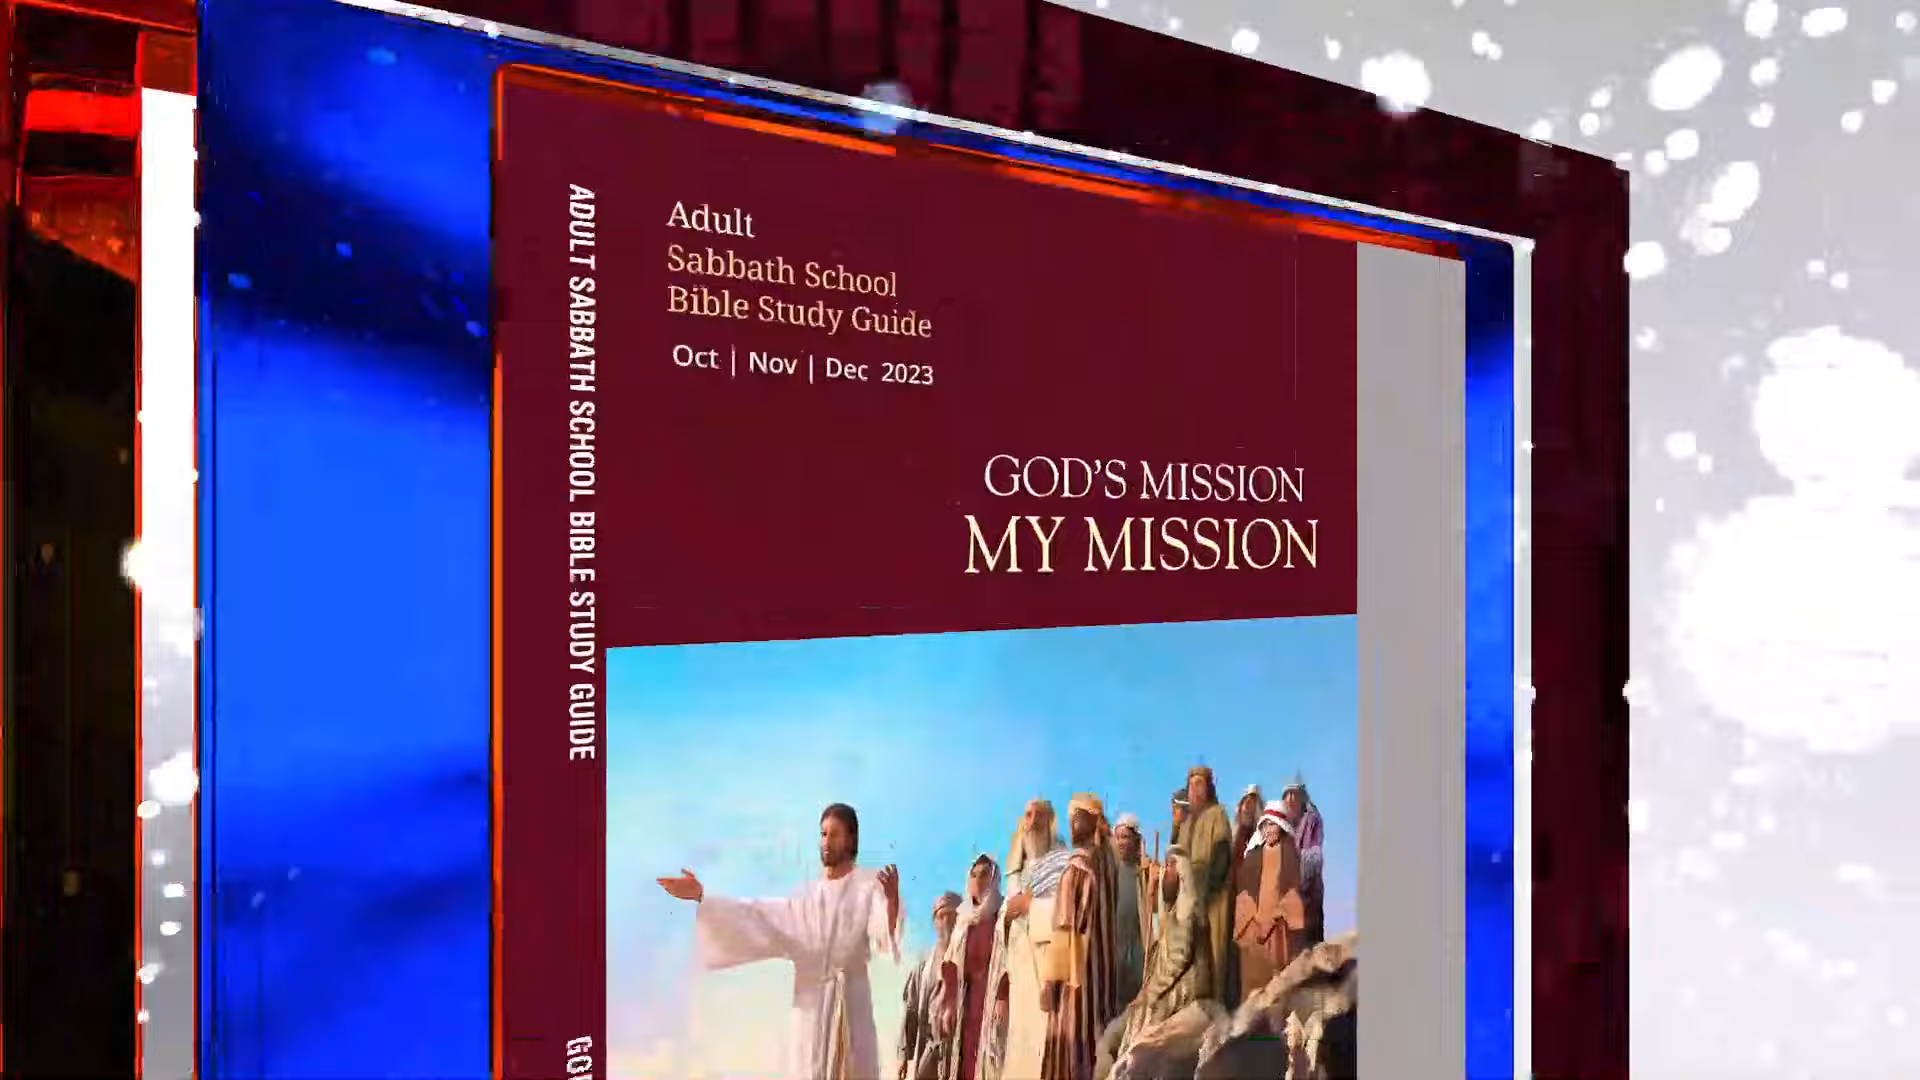 ADULT SABBATH SCHOOL BIBLE STUDY GUIDE
Adult
Sabbath School
Bible Study Guide
Oct | Nov | Dec 2023
GOD'S MISSION
MY MISSION